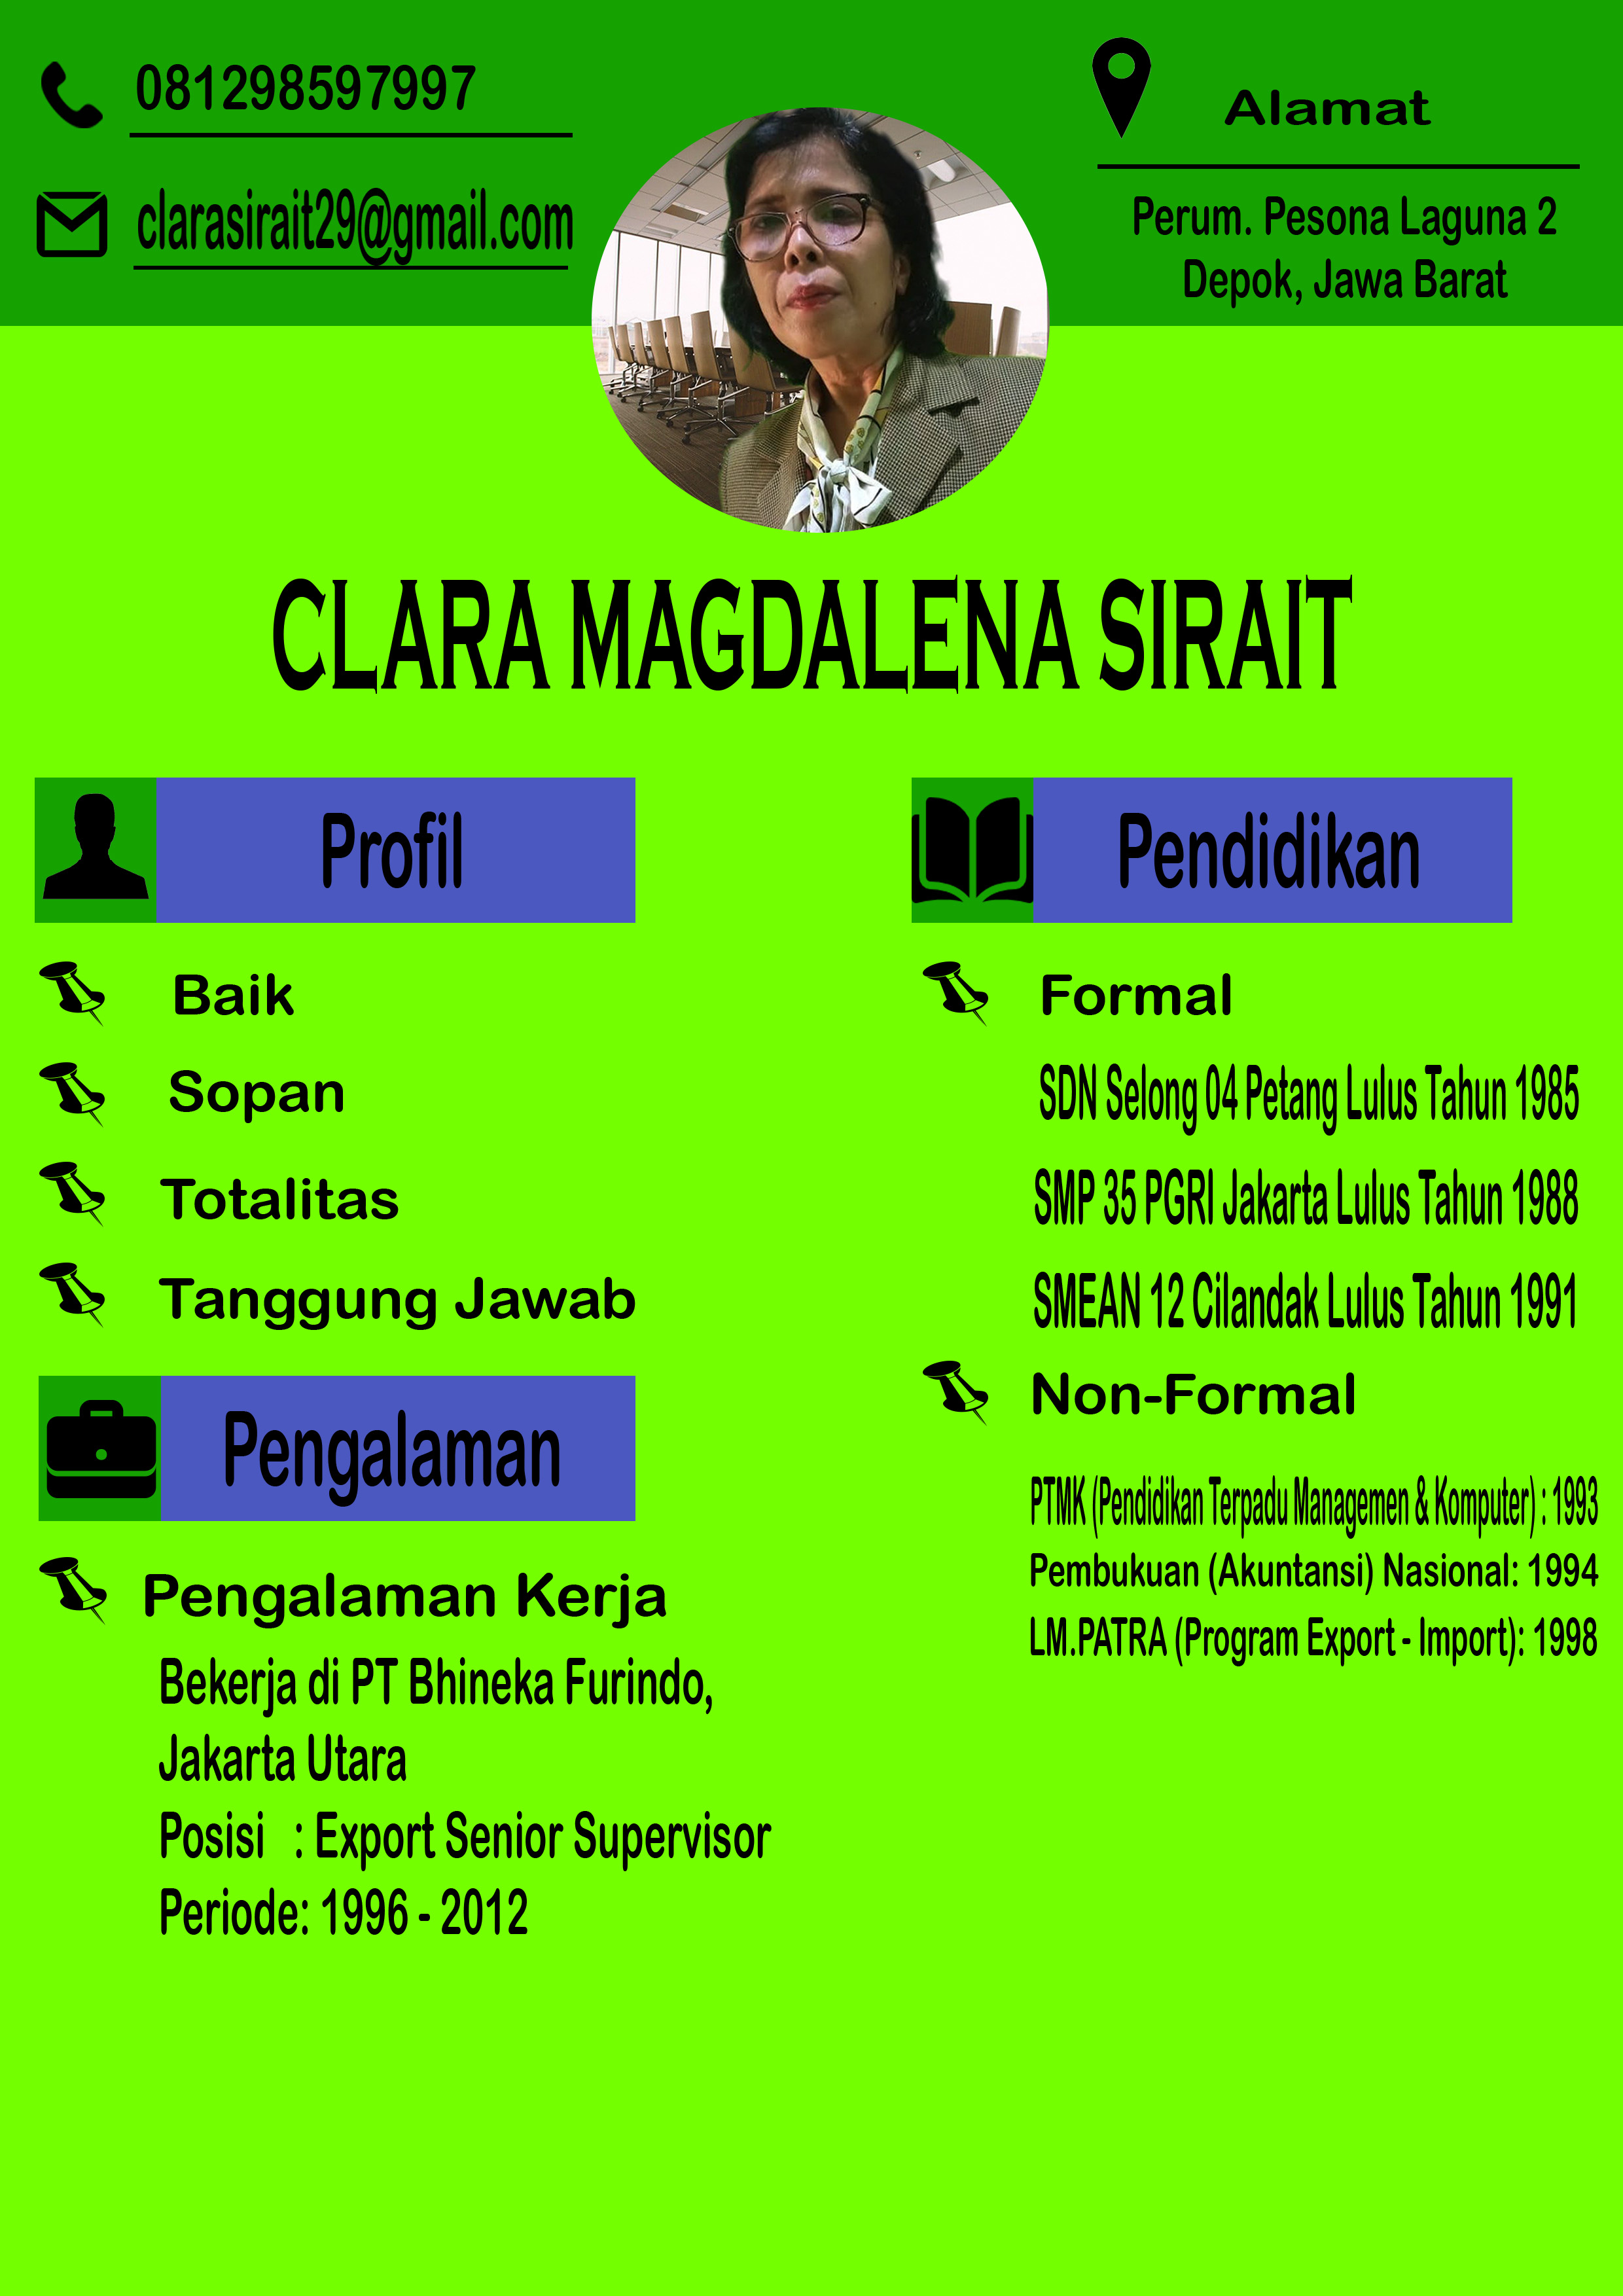 081298597997
clarasirait29@gmail.com
Alamat
Perum. Pesona Laguna 2
Depok, Jawa Barat
CLARA MAGDALENA SIRAIT
Profil
Baik
Sopan
Totalitas
Tanggung Jawab
Pengalaman
Pengalaman Kerja
Bekerja di PT Bhineka Furindo,
Jakarta Utara
Posisi   : Export Senior Supervisor
Periode: 1996 - 2012
Pendidikan
Formal
SDN Selong 04 Petang Lulus Tahun 1985
SMP 35 PGRI Jakarta Lulus Tahun 1988
SMEAN 12 Cilandak Lulus Tahun 1991
Non-Formal
PTMK (Pendidikan Terpadu Managemen & Komputer) : 1993
Pembukuan (Akuntansi) Nasional: 1994
LM.PATRA (Program Export - Import): 1998